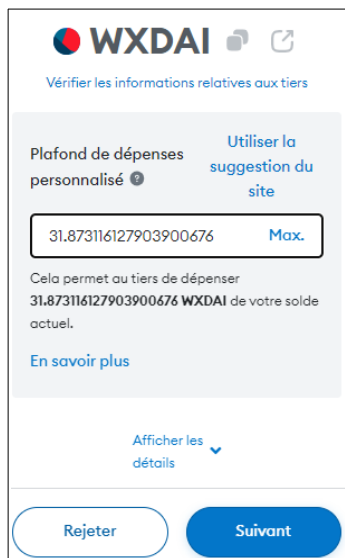 WXDAI
Vérifier les informations relatives aux tiers
Plafond de dépenses
personnalisé ?
Utiliser la
suggestion du
site
31.873116127903900676 Max.
Cela permet au tiers de dépenser
31.873116127903900676 WXDAI de votre solde
actuel.
En savoir plus
Afficher les
détails
Rejeter
Suivant